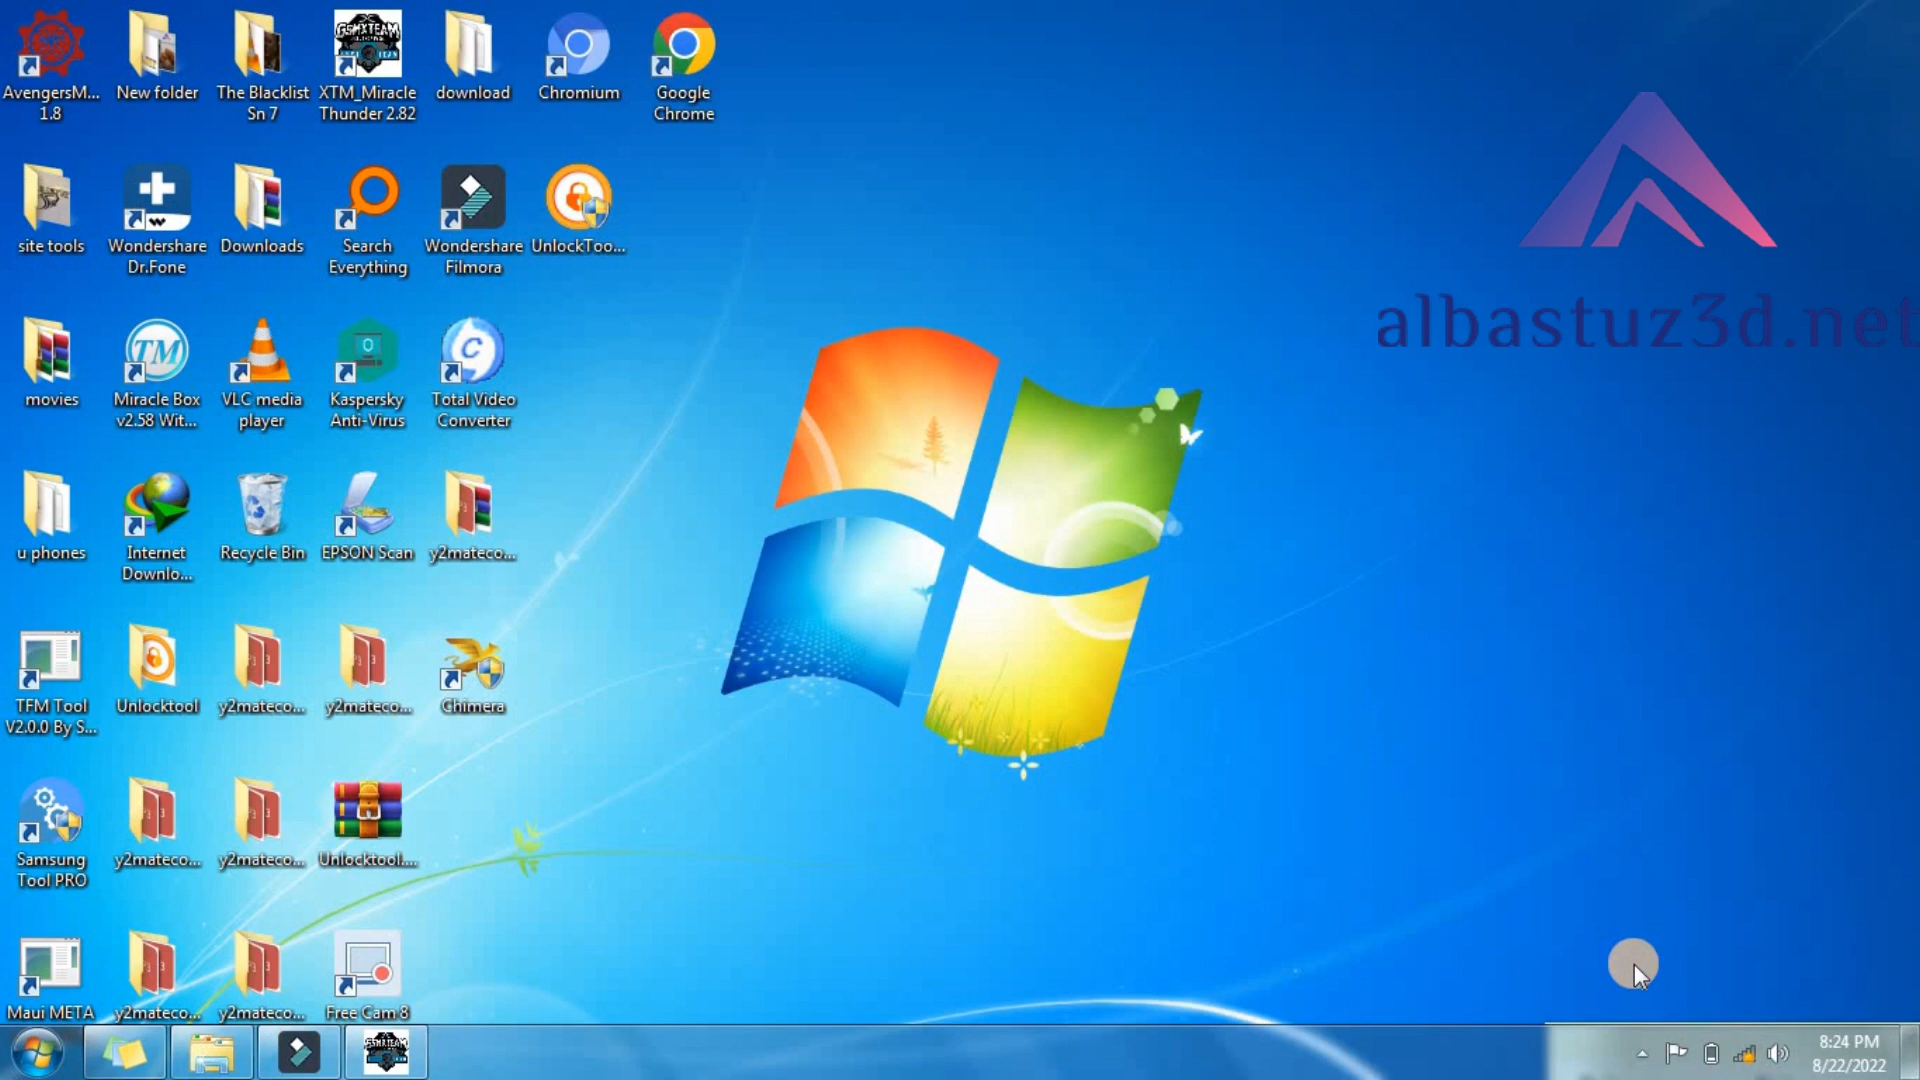 AvengersM...
1.8
New folder
The Blacklist
Sn 7
XTM_Miracle
Thunder 2.82
download
Chromium
Google
Chrome
site tools
Wondershare
Dr.Fone
Downloads
Search
Everything
Wondershare
Filmora
UnlockToo...
albastuz3d.net
movies
Miracle Box
v2.58 Wit...
VLC media
player
Kaspersky
Anti-Virus
Total Video
Converter
u phones
Internet
Downlo...
Recycle Bin
EPSON Scan
y2mateco...
TFM Tool
V2.0.0 By S...
Unlocktool
y2mateco...
y2mateco...
Chimera
Samsung
Tool PRO
y2mateco...
y2mateco...
Unlocktool....
Maui META
y2mateco...
y2mateco...
Free Cam 8
8:24 PM
8/22/2022